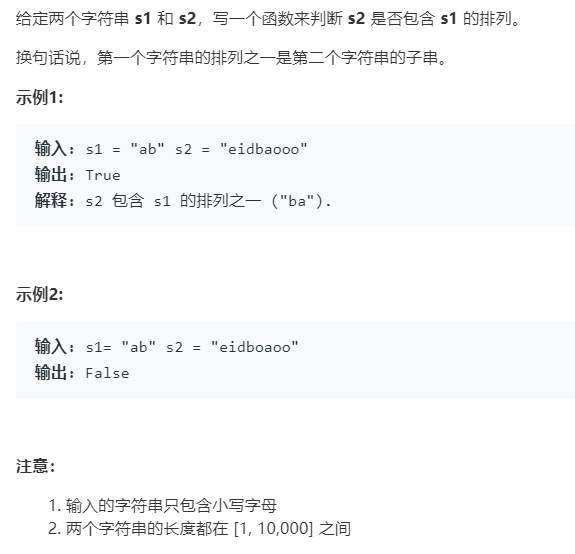 给定两个字符串 s1 和 s2，写一个函数来判断 s2 是否包含 s1 的排列。
换句话说，第一个字符串的排列之一是第二个字符串的子串。
示例1:
输入: s1 = "ab" s2 = "eidbaooo"
输出: True
解释: s2 包含 s1 的排列之一 ("ba").
示例2:
输入: s1= "ab" s2 = "eidboaoo"
输出: False
注意：
1. 输入的字符串只包含小写字母
2. 两个字符串的长度都在 [1, 10,000] 之间